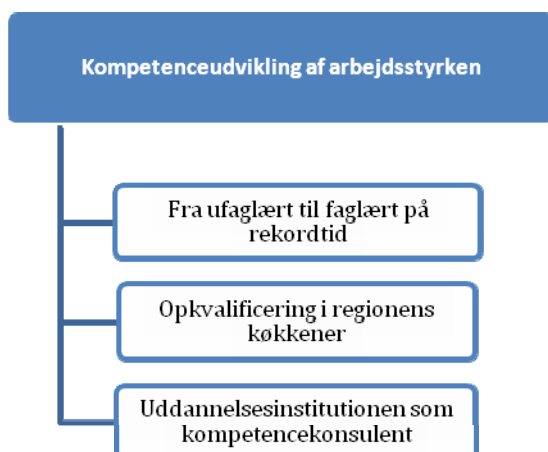 Kompetenceudvikling af arbejdsstyrken
Fra ufaglært til faglært på
rekordtid
Opkvalificering i regionens
køkkener
Uddannelsesinstitutionen som
kompetencekonsulent